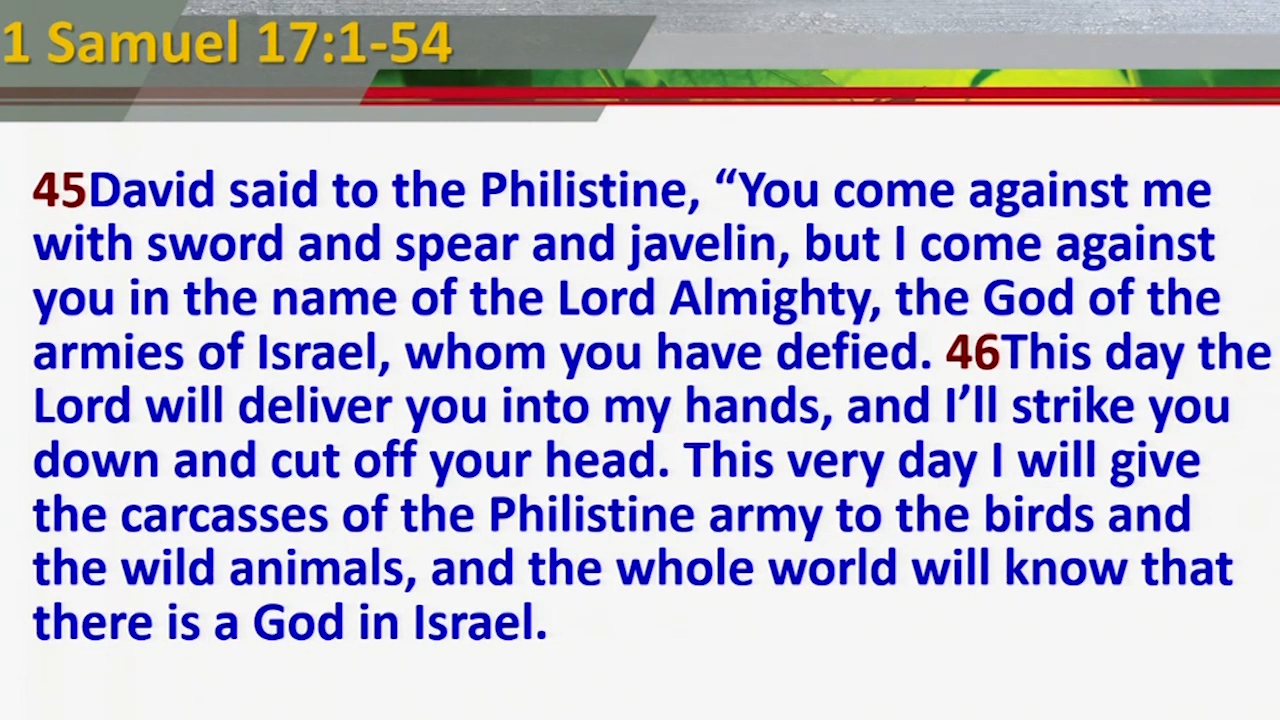 1 Samuel 17:1-54
45David said to the Philistine, “You come against me
with sword and spear and javelin, but I come against
you in the name of the Lord Almighty, the God of the
armies of Israel, whom you have defied. 46This day the
Lord will deliver you into my hands, and I’ll strike you
down and cut off your head. This very day I will give
the carcasses of the Philistine army to the birds and
the wild animals, and the whole world will know that
there is a God in Israel.